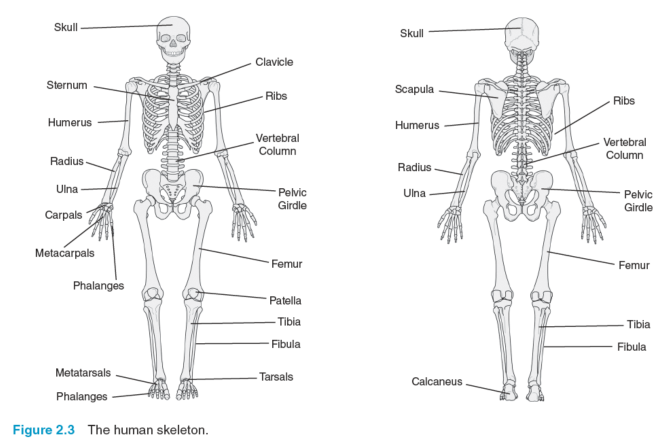 Skull
Sternum
Humerus
Radius
Ulna
Carpals
Metacarpals
Phalanges
Metatarsals
Phalanges
Clavicle
Ribs
Vertebral
Column
Pelvic
Girdle
Femur
Patella
Tibia
Fibula
Tarsals
Skull
Scapula
Humerus
Radius
Ulna
Calcaneus
Ribs
Vertebral
Column
Pelvic
Girdle
Femur
Tibia
Fibula
Figure 2.3 The human skeleton.